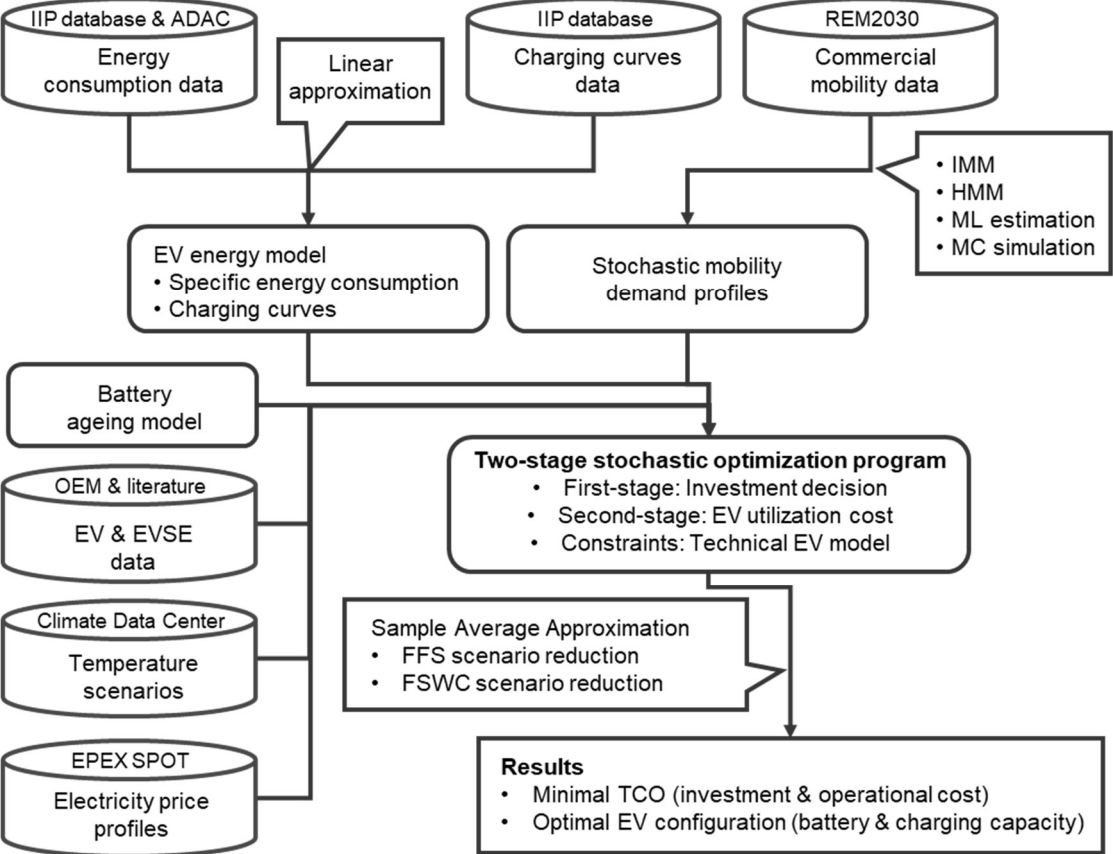 IIP database & ADAC
Energy
consumption data
Linear
approximation
IIP database
Charging curves
data
REM2030
Commercial
mobility data
• IMM
• HMM
• ML estimation
• MC simulation
EV energy model
• Specific energy consumption
• Charging curves
Stochastic mobility
demand profiles
Battery
ageing model
Two-stage stochastic optimization program
• First-stage: Investment decision
• Second-stage: EV utilization cost
• Constraints: Technical EV model
OEM & literature
EV & EVSE
data
Climate Data Center
Temperature
scenarios
Sample Average Approximation
• FFS scenario reduction
• FSWC scenario reduction
EPEX SPOT
Electricity price
profiles
Results
• Minimal TCO (investment & operational cost)
• Optimal EV configuration (battery & charging capacity)